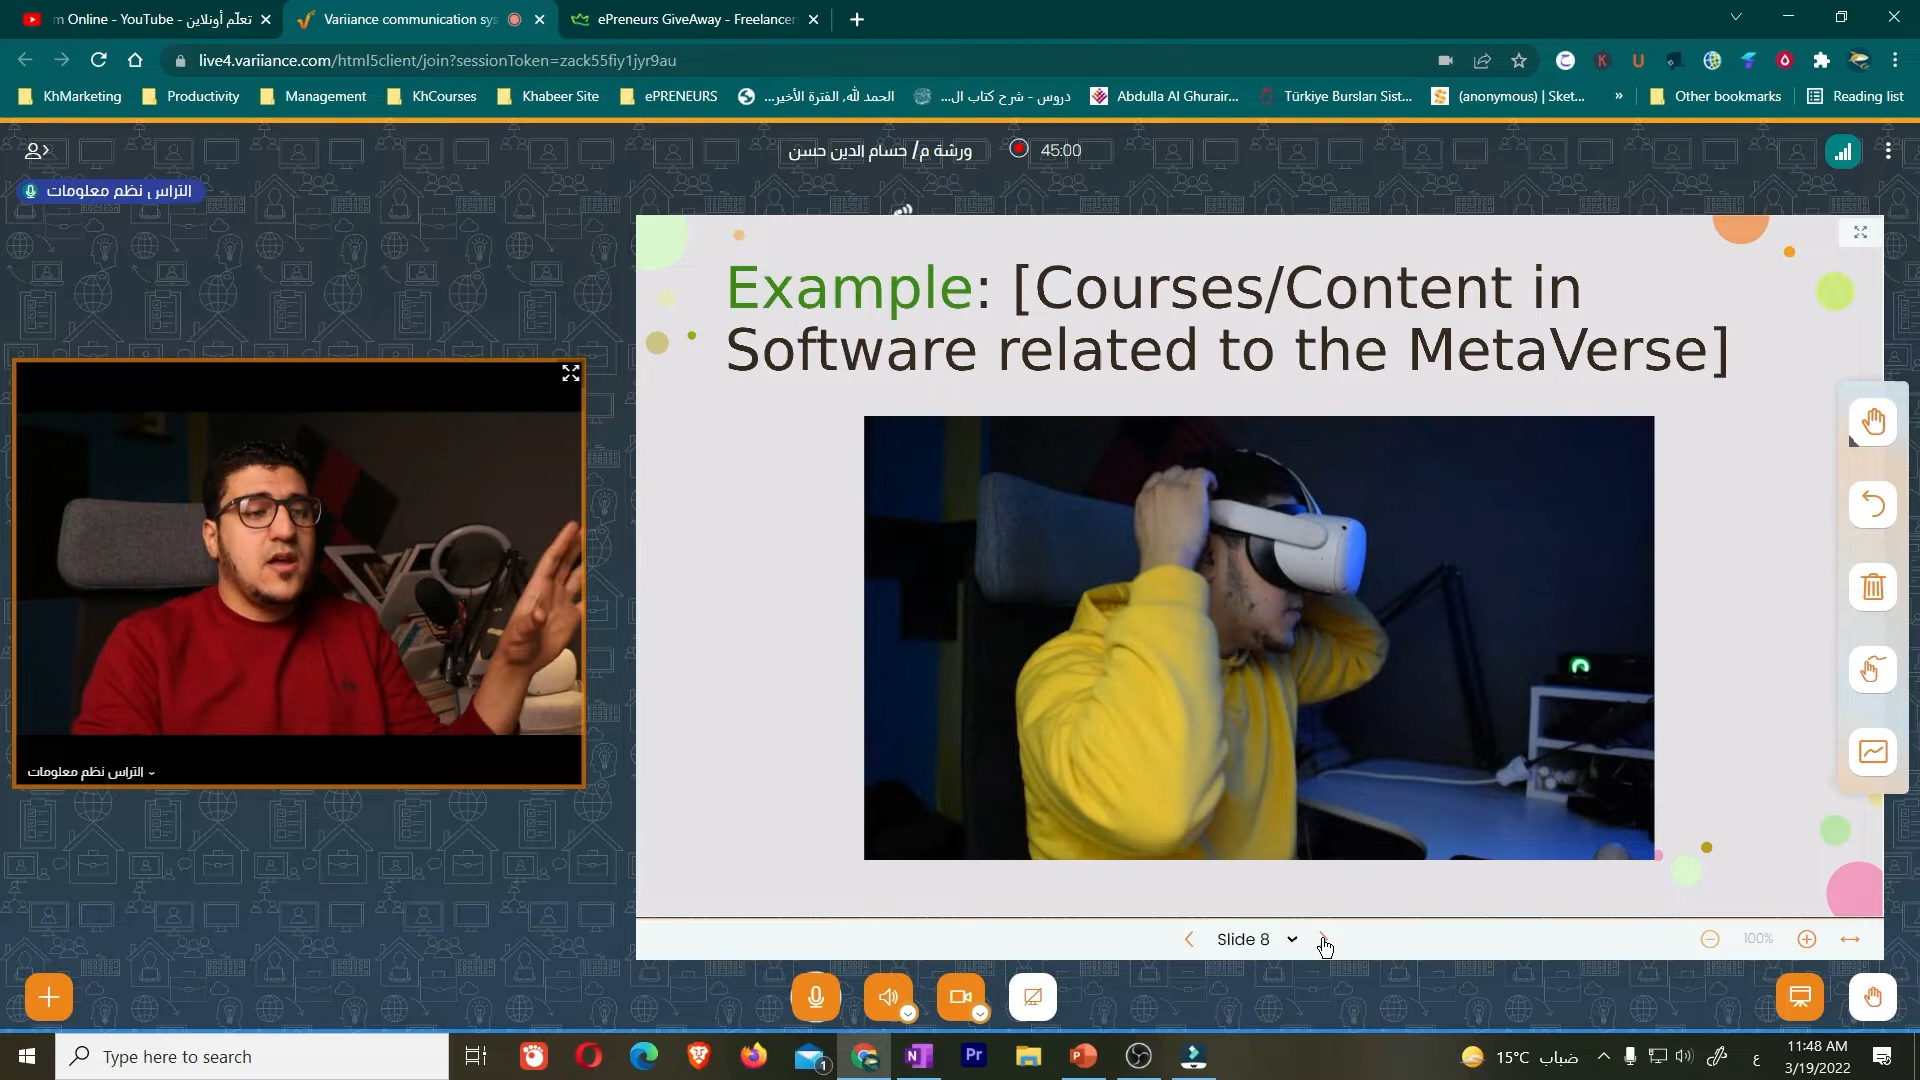 m Online - YouTube - تعلّم أونلاين
Variiance communication sys
ePreneurs GiveAway - Freelancer
live4.variiance.com/html5client/join?sessionToken=zack55fiy1jyr9au
KhMarketing
Productivity
Management
KhCourses
Khabeer Site
ePRENEURS
الحمد لله, الفترة الأخير...
دروس - شرح كتاب ال...
Abdulla Al Ghurair...
Türkiye Bursları Sist...
(anonymous) | Sket...
»
Other bookmarks
Reading list
ورشة م/ حسام الدين حسن
45:00
التراس نظم معلومات
Example: [Courses/Content in
Software related to the MetaVerse]
التراس نظم معلومات
Slide 8
100%
Type here to search
1
15°C ضباب
ع
11:48 AM
3/19/2022